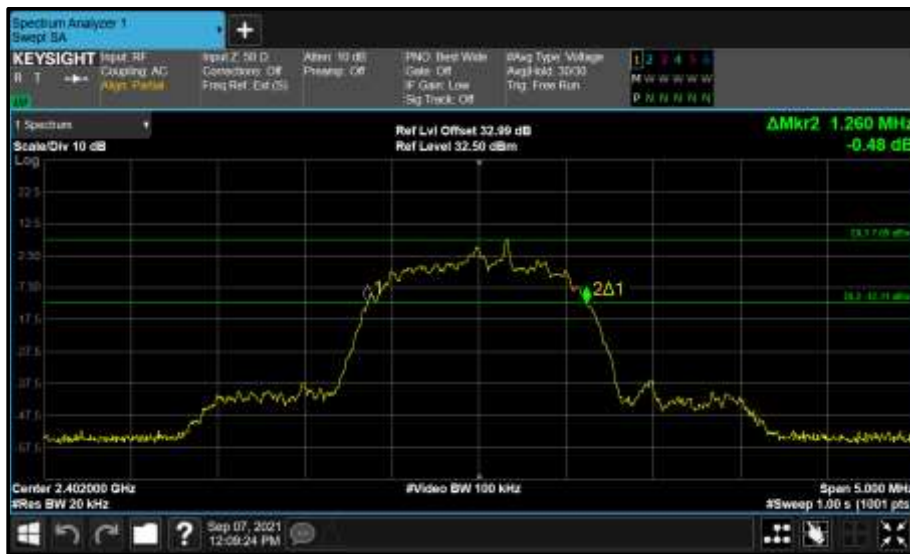 Spectrum Analyzer 1
Swept SA
+
KEYSIGHT
R T
Input: RF
Coupling: AC
Align: Partial
Input Z: 50 Ω
Corrections: Off
Freq Ref: Ext (S)
Atten: 10 dB
Preamp: Off
PNO: Best Wide
Gate: Off
IF Gain: Low
Sig Track: Off
#Avg Type: Voltage
Avg|Hold: 30/30
Trig: Free Run
1 2 3 4 5 6
M W W W W W
P N N N N N
1 Spectrum
Scale/Div 10 dB
Ref Lvl Offset 32.99 dB
Ref Level 32.50 dBm
ΔMkr2 1.260 MHz
-0.48 dB
Log
22.5
12.5
2.50
-7.50
-17.5
-27.5
-37.5
-47.5
-57.5
1
2Δ1
Center 2.402000 GHz
#Res BW 20 kHz
#Video BW 100 kHz
Span 5.000 MHz
#Sweep 1.00 s (1001 pts)
?
Sep 07, 2021
12:09:24 PM